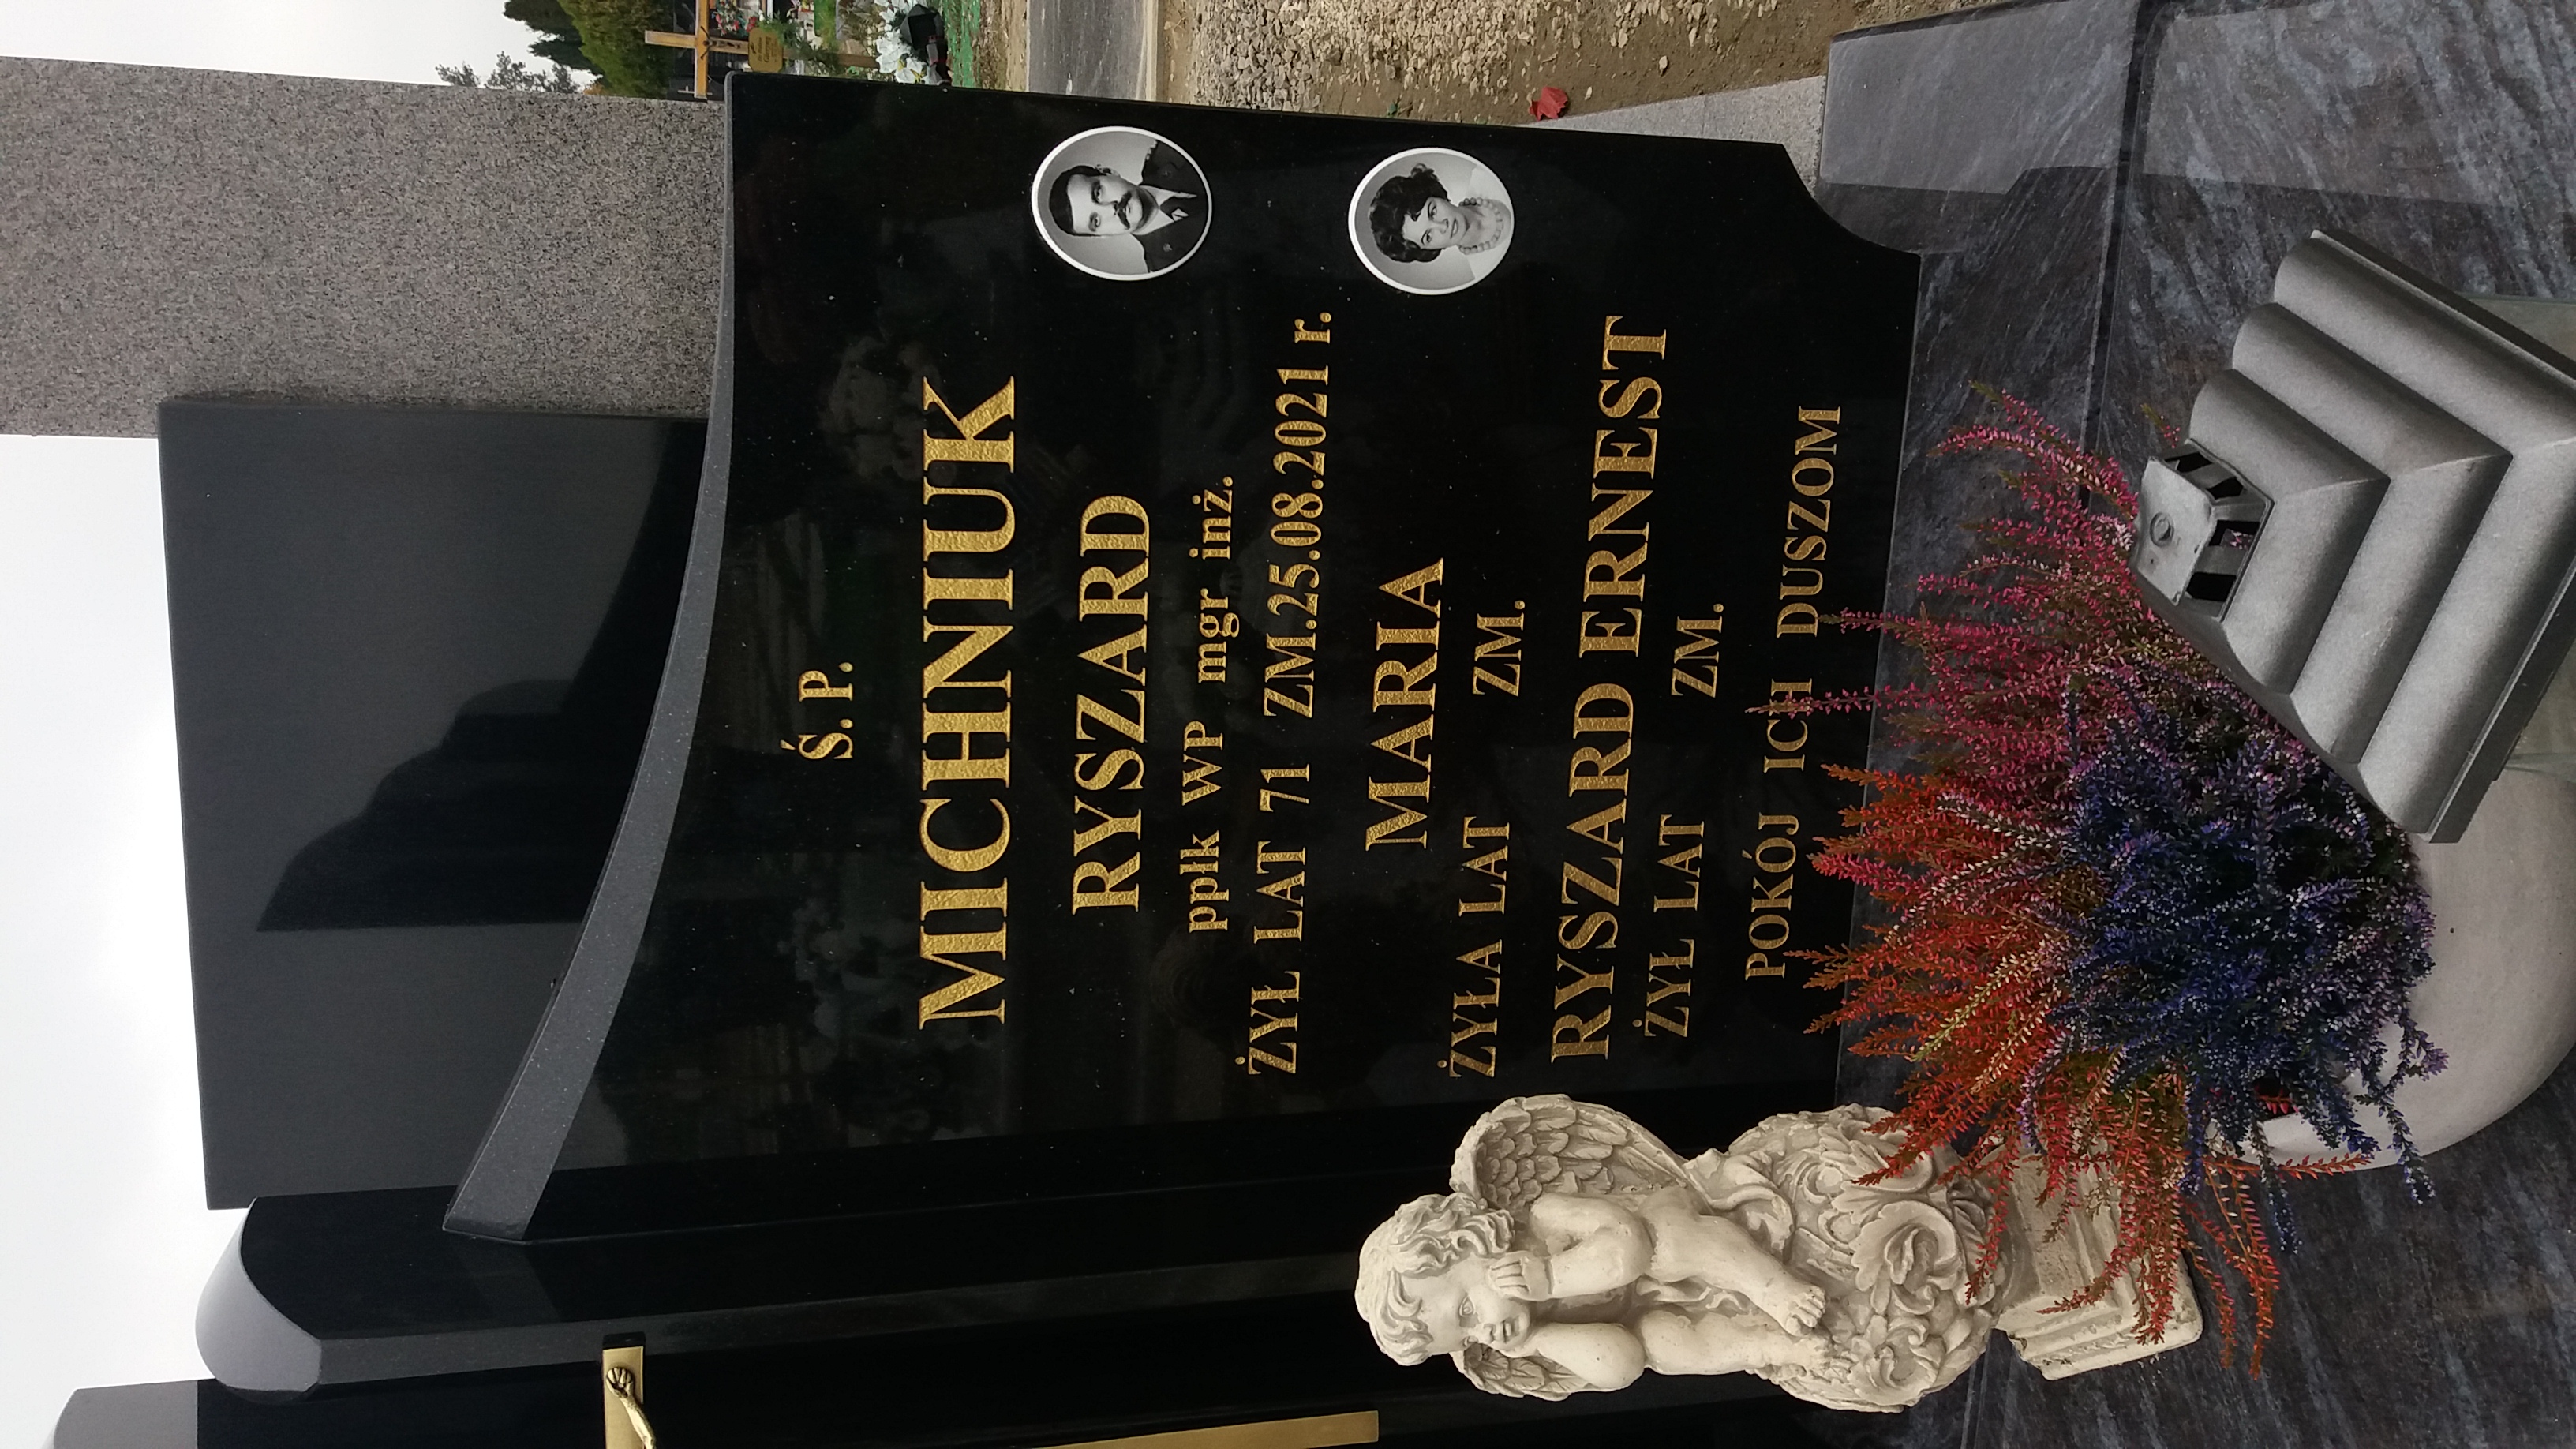 Ś. P.
MICHNIUK
RYSZARD
ppłk WP mgr inż.
ŻYŁ LAT 71 ZM.25.08.2021 r.
MARIA
ŻYŁA LAT ZM.
RYSZARD ERNEST
ŻYŁ LAT ZM.
POKÓJ ICH DUSZOM